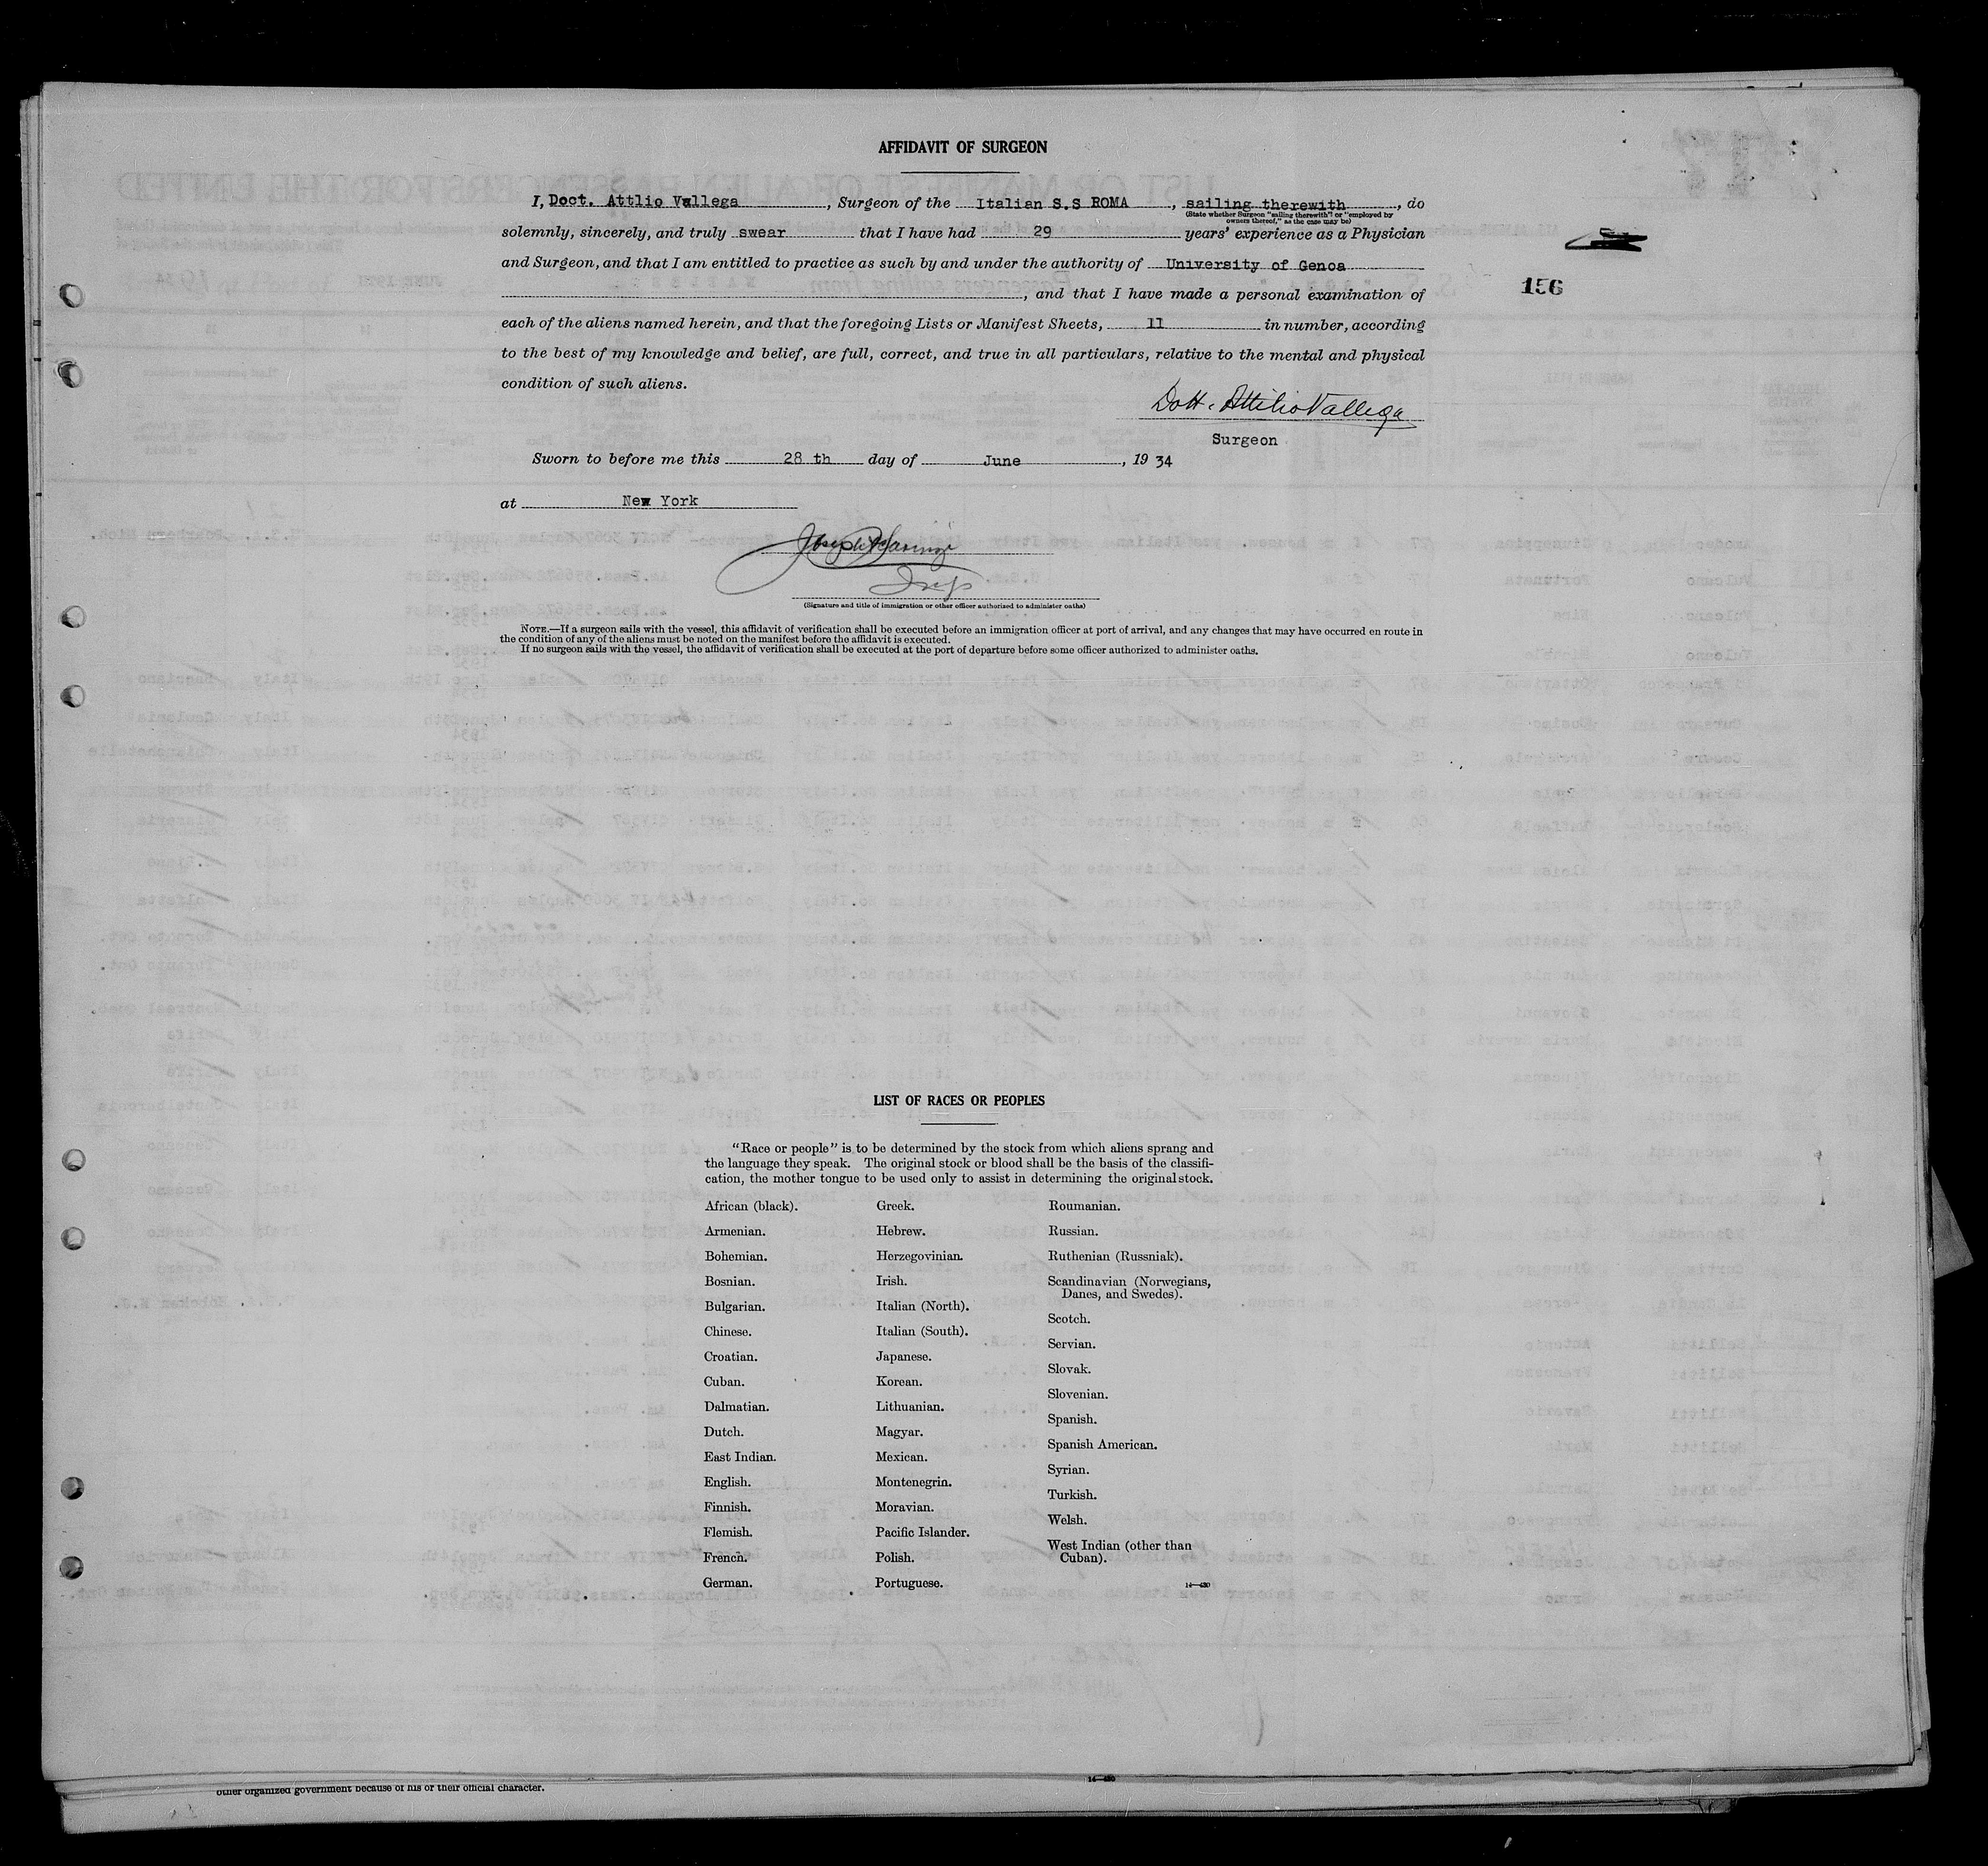 AFFIDAVIT OF SURGEON
I, Doct. Attlio Vallega, Surgeon of the Italian S.S ROMA, sailing therewith, do
(State whether Surgeon "sailing therewith" or "employed by
owners thereof," as the case may be)
solemnly, sincerely, and truly swear that I have had 29 years' experience as a Physician
and Surgeon, and that I am entitled to practice as such by and under the authority of University of Genoa
156
, and that I have made a personal examination of
each of the aliens named herein, and that the foregoing Lists or Manifest Sheets, 11 in number, according
to the best of my knowledge and belief, are full, correct, and true in all particulars, relative to the mental and physical
condition of such aliens.
Dott. Attilio Vallega
Surgeon
Sworn to before me this 28 th day of June, 19 34
at New York
Insp
(Signature and title of immigration or other officer authorized to administer oaths)
NOTE.—If a surgeon sails with the vessel, this affidavit of verification shall be executed before an immigration officer at port of arrival, and any changes that may have occurred en route in
the condition of any of the aliens must be noted on the manifest before the affidavit is executed.
If no surgeon sails with the vessel, the affidavit of verification shall be executed at the port of departure before some officer authorized to administer oaths.
LIST OF RACES OR PEOPLES
"Race or people" is to be determined by the stock from which aliens sprang and
the language they speak. The original stock or blood shall be the basis of the classifi-
cation, the mother tongue to be used only to assist in determining the original stock.
African (black).
Armenian.
Bohemian.
Bosnian.
Bulgarian.
Chinese.
Croatian.
Cuban.
Dalmatian.
Dutch.
East Indian.
English.
Finnish.
Flemish.
French.
German.
Greek.
Hebrew.
Herzegovinian.
Irish.
Italian (North).
Italian (South).
Japanese.
Korean.
Lithuanian.
Magyar.
Mexican.
Montenegrin.
Moravian.
Pacific Islander.
Polish.
Portuguese.
Roumanian.
Russian.
Ruthenian (Russniak).
Scandinavian (Norwegians,
Danes, and Swedes).
Scotch.
Servian.
Slovak.
Slovenian.
Spanish.
Spanish American.
Syrian.
Turkish.
Welsh.
West Indian (other than
Cuban).
14—430
other organized government because of his or their official character.
14—430